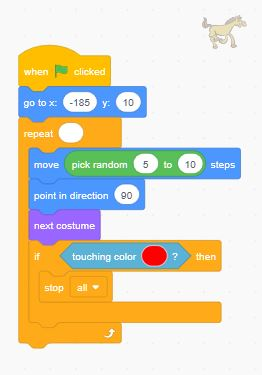 when clicked
go to x: -185 y: 10
repeat
move pick random 5 to 10 steps
point in direction 90
next costume
if touching color ? then
stop all